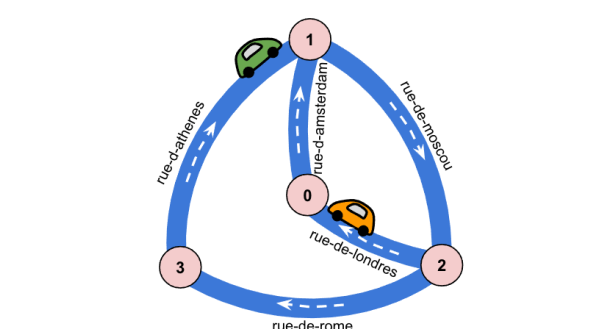 1
rue-d-athenes
rue-d-amsterdam
rue-de-moscou
0
rue-de-londres
3
2
rue-de-rome